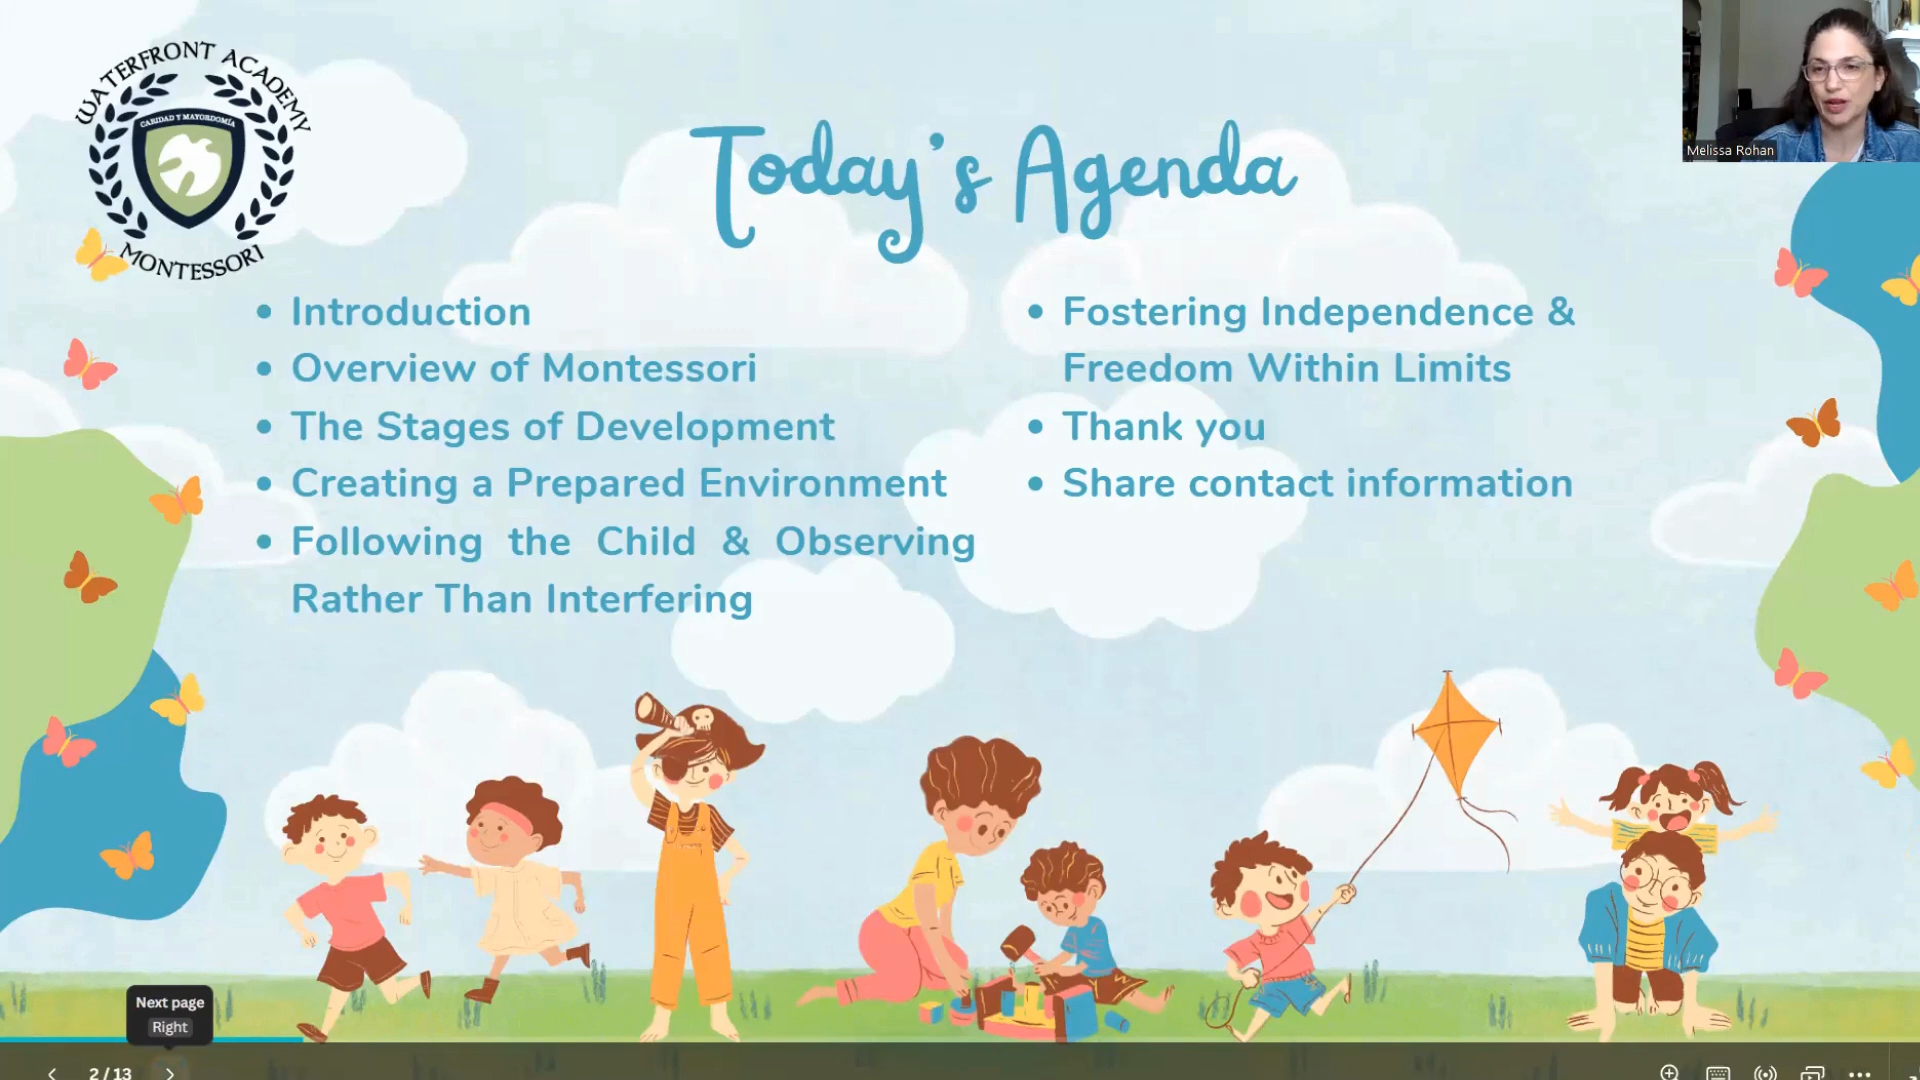 WATERFRONT ACADEMY
CARIDAD Y MAYORDOMÍA
MONTESSORI
Melissa Rohan
Today's Agenda
• Introduction
• Overview of Montessori
• The Stages of Development
• Creating a Prepared Environment
• Following the Child & Observing
Rather Than Interfering
• Fostering Independence &
Freedom Within Limits
• Thank you
• Share contact information
Next page
Right
2 / 13